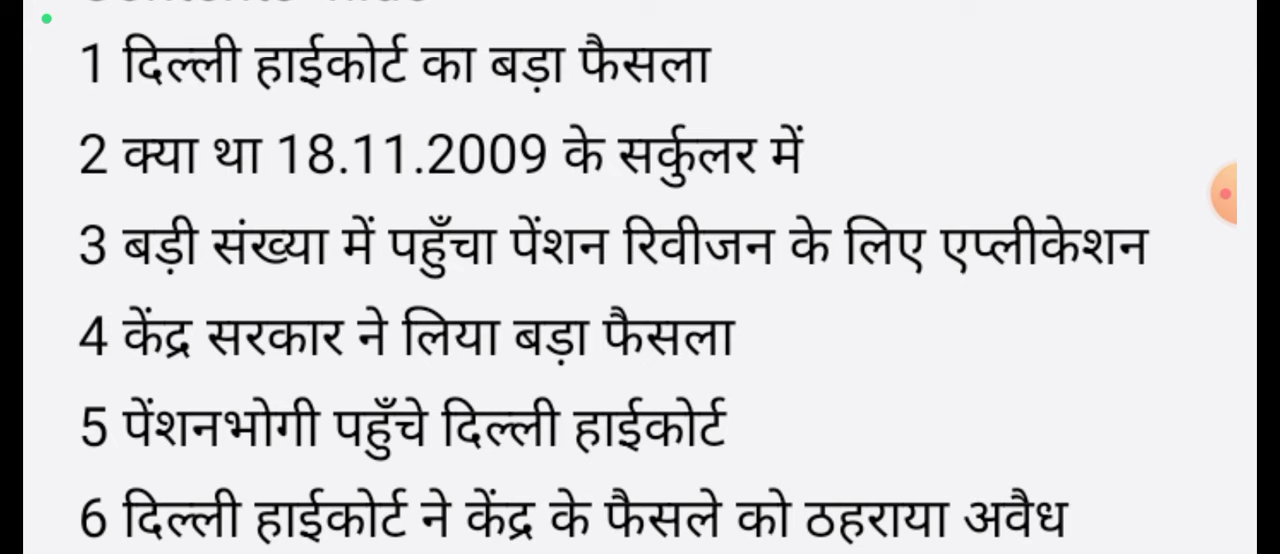 1 दिल्ली हाईकोर्ट का बड़ा फैसला
2 क्या था 18.11.2009 के सर्कुलर में
3 बड़ी संख्या में पहुँचा पेंशन रिवीजन के लिए एप्लीकेशन
4 केंद्र सरकार ने लिया बड़ा फैसला
5 पेंशनभोगी पहुँचे दिल्ली हाईकोर्ट
6 दिल्ली हाईकोर्ट ने केंद्र के फैसले को ठहराया अवैध